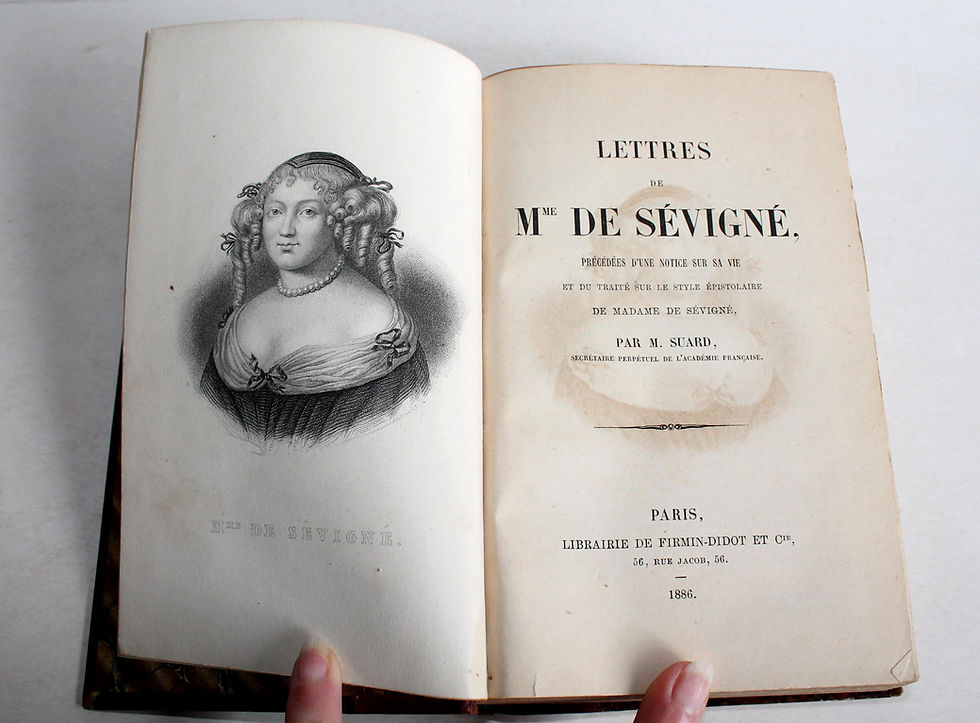 MME DE SÉVIGNÉ.
LETTRES
DE
MME DE SÉVIGNÉ,
PRÉCÉDÉES D'UNE NOTICE SUR SA VIE
ET DU TRAITÉ SUR LE STYLE ÉPISTOLAIRE
DE MADAME DE SÉVIGNÉ,
PAR M. SUARD,
SECRÉTAIRE PERPÉTUEL DE L'ACADÉMIE FRANÇAISE.
PARIS,
LIBRAIRIE DE FIRMIN-DIDOT ET CIE,
56, RUE JACOB, 56.
1886.